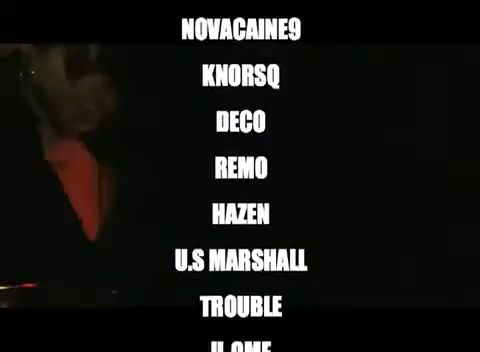 NOVACAINE9
KNORSQ
DECO
REMO
HAZEN
U.S MARSHALL
TROUBLE